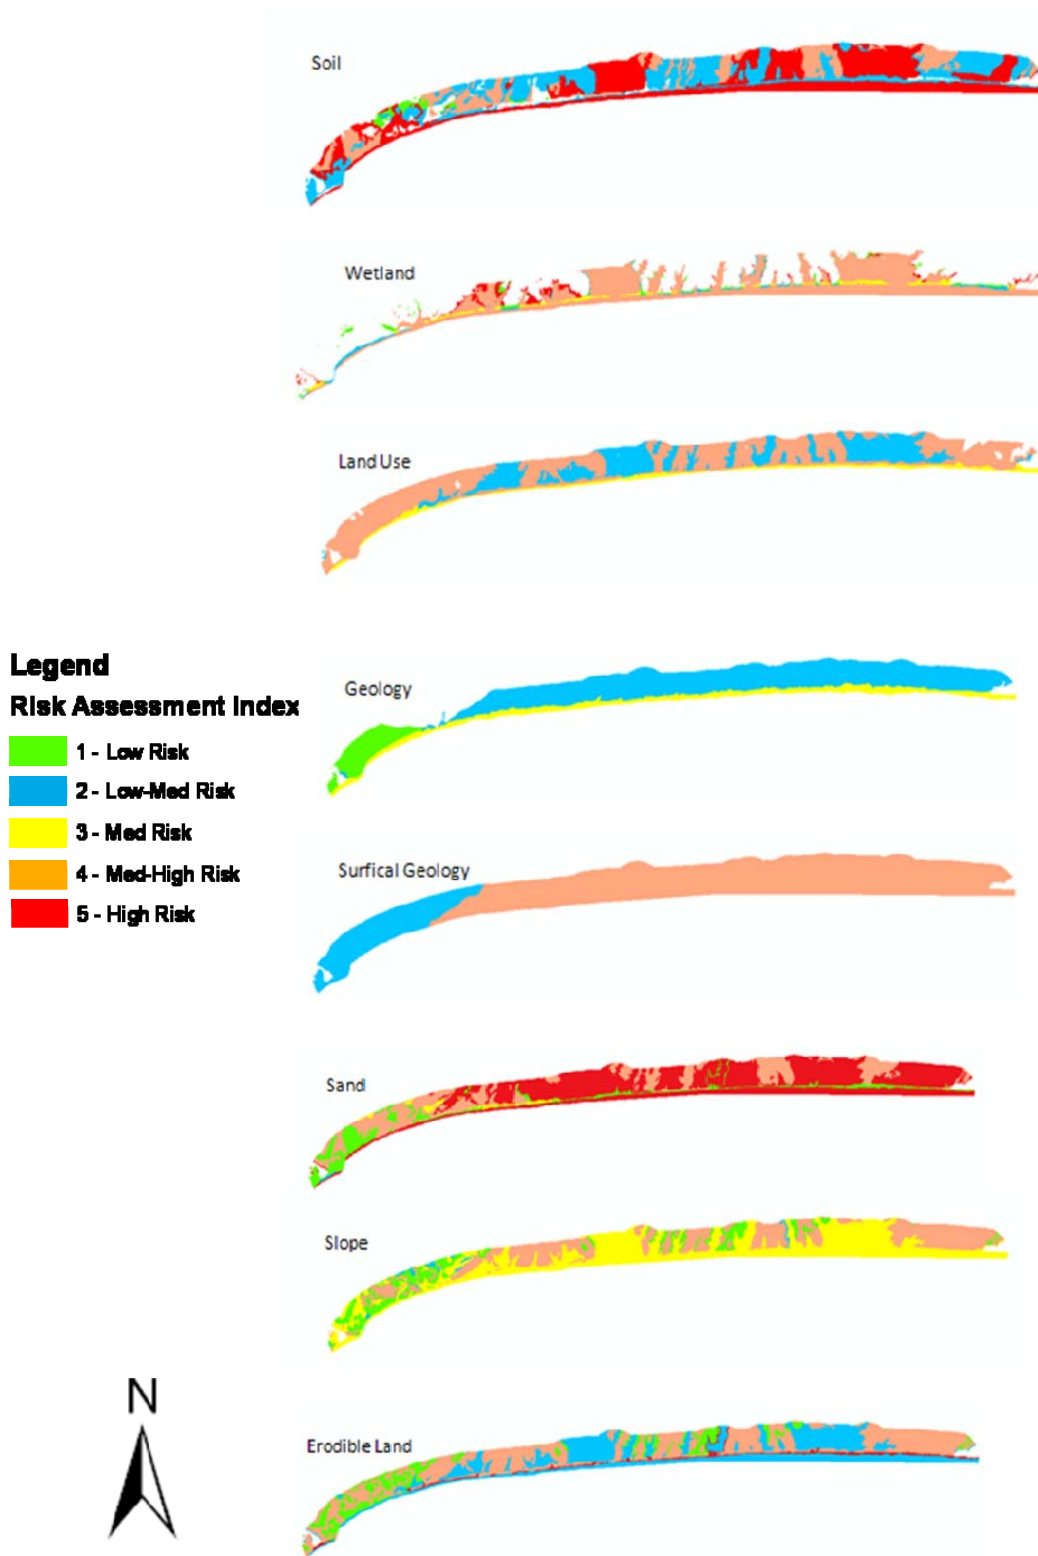 Soil
Wetland
Land Use
Legend
Risk Assessment Index
1 - Low Risk
2 - Low-Med Risk
3 - Med Risk
4 - Med-High Risk
5 - High Risk
Geology
Surfical Geology
Sand
Slope
Erodible Land
N